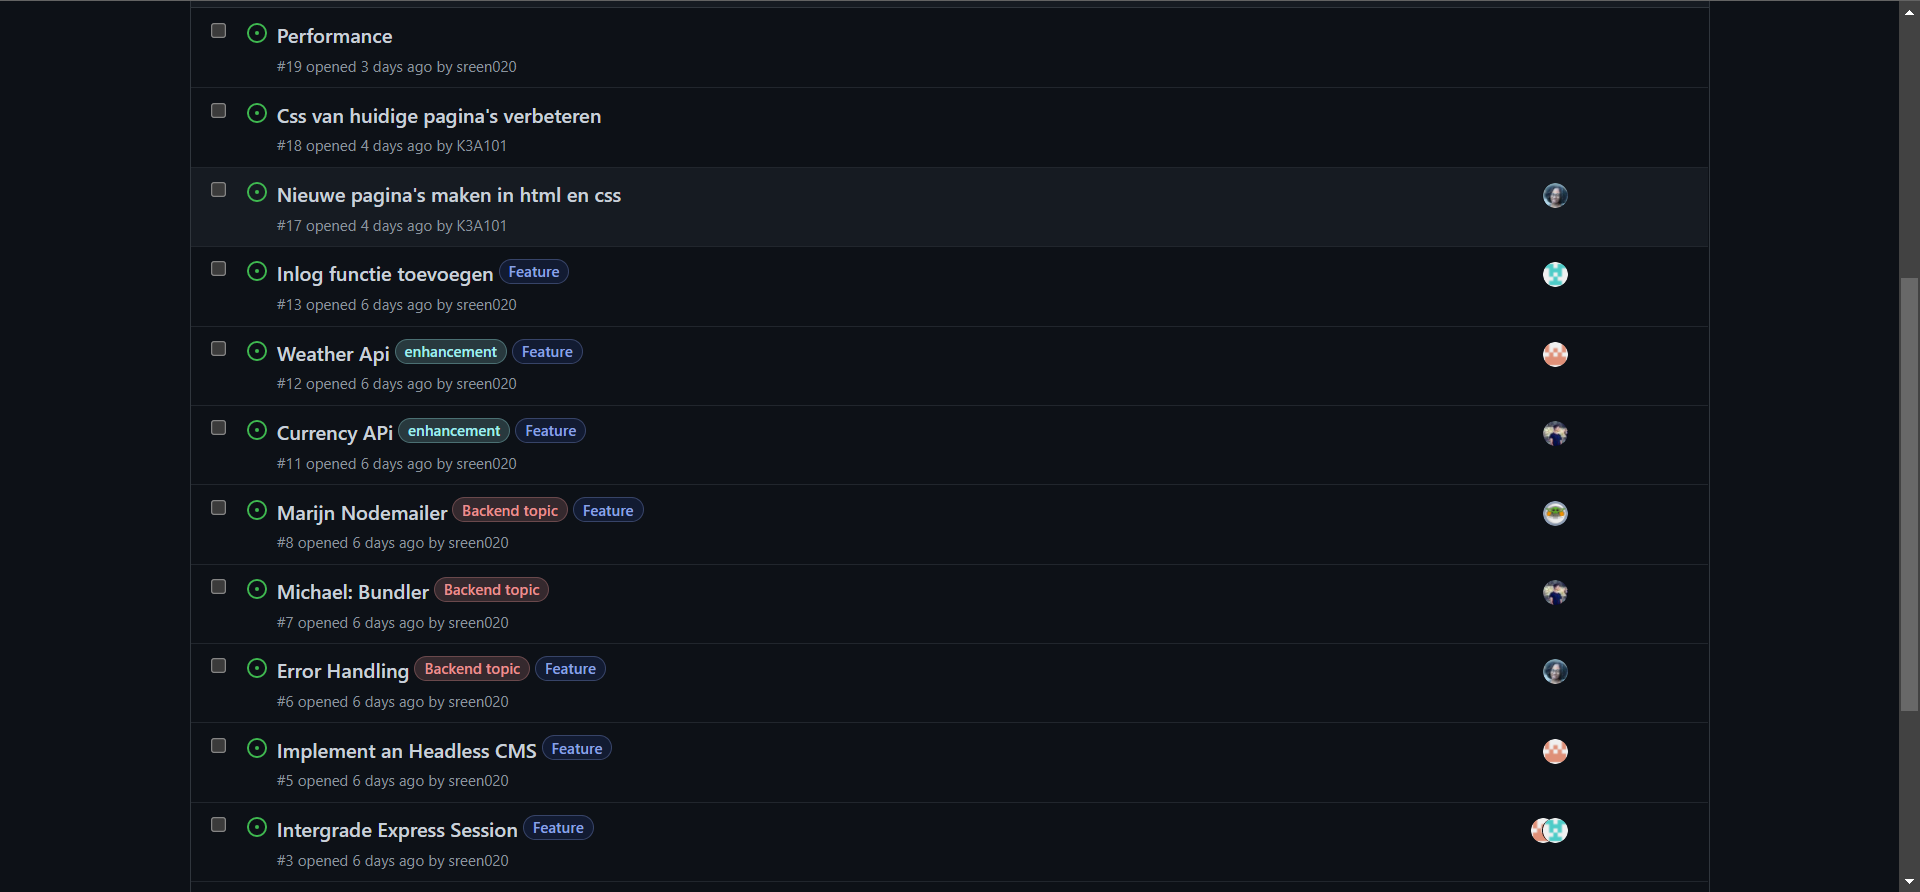 Performance
#19 opened 3 days ago by sreen020
Css van huidige pagina's verbeteren
#18 opened 4 days ago by K3A101
Nieuwe pagina's maken in html en css
#17 opened 4 days ago by K3A101
Inlog functie toevoegen Feature
#13 opened 6 days ago by sreen020
Weather Api enhancement Feature
#12 opened 6 days ago by sreen020
Currency APi enhancement Feature
#11 opened 6 days ago by sreen020
Marijn Nodemailer Backend topic Feature
#8 opened 6 days ago by sreen020
Michael: Bundler Backend topic
#7 opened 6 days ago by sreen020
Error Handling Backend topic Feature
#6 opened 6 days ago by sreen020
Implement an Headless CMS Feature
#5 opened 6 days ago by sreen020
Intergrade Express Session Feature
#3 opened 6 days ago by sreen020